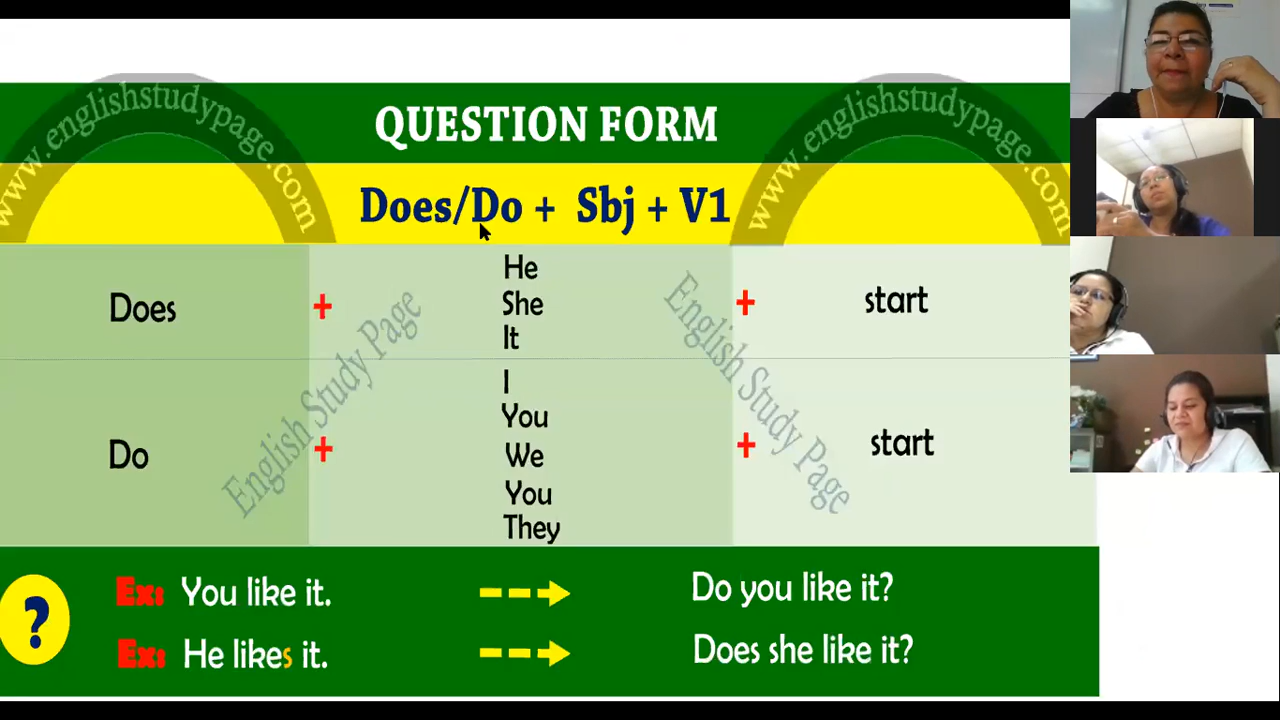 www.englishstudypage.com
www.englishstudypage.com
QUESTION FORM
Does/Do + Sbj + V1
Does + He + start
She
It
Do + I + start
You
We
You
They
English Study Page
English Study Page
? Ex: You like it. Do you like it?
Ex: He likes it. Does she like it?